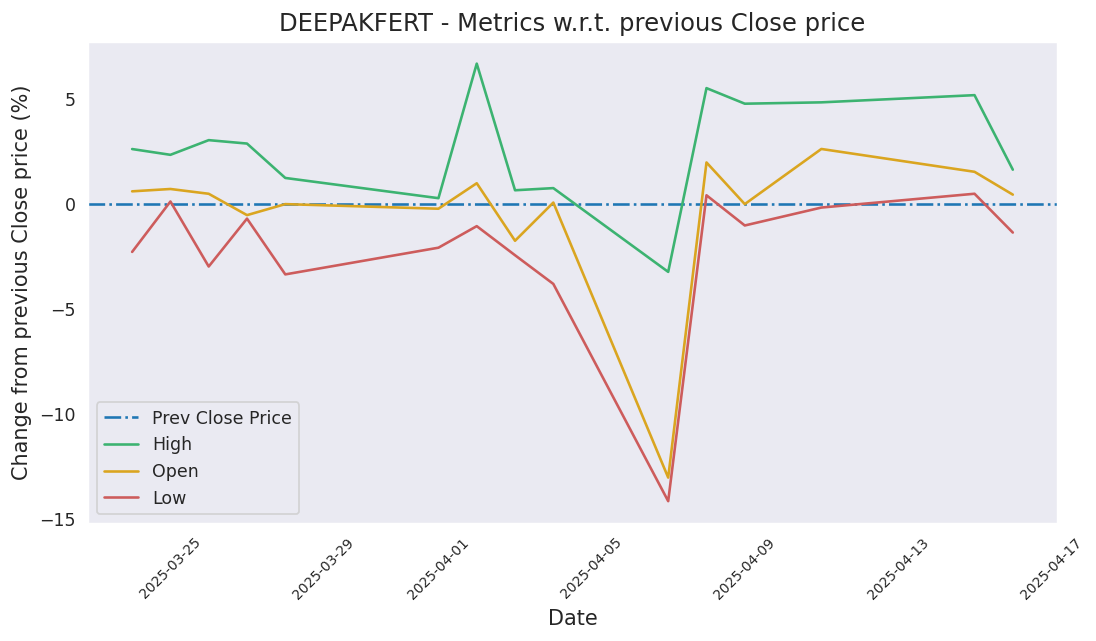 DEEPAKFERT - Metrics w.r.t. previous Close price
Change from previous Close price (%)
5
0
−5
−10
−15
Prev Close Price
High
Open
Low
2025-03-25
2025-03-29
2025-04-01
2025-04-05
2025-04-09
2025-04-13
2025-04-17
Date